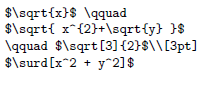 $\sqrt{x}$ \qquad
$\sqrt{ x^{2}+\sqrt{y} }$
\qquad $\sqrt[3]{2}$\\[3pt]
$\surd[x^2 + y^2]$